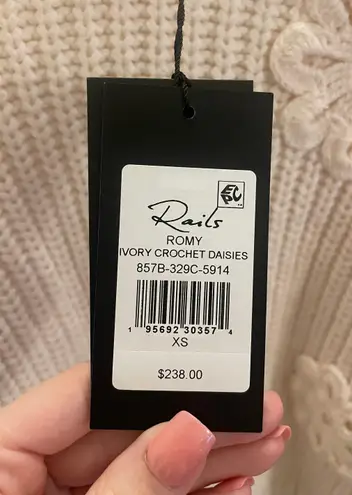 Rails
ROMY
IVORY CROCHET DAISIES
857B-329C-5914
1 95692 30357 4
XS
$238.00